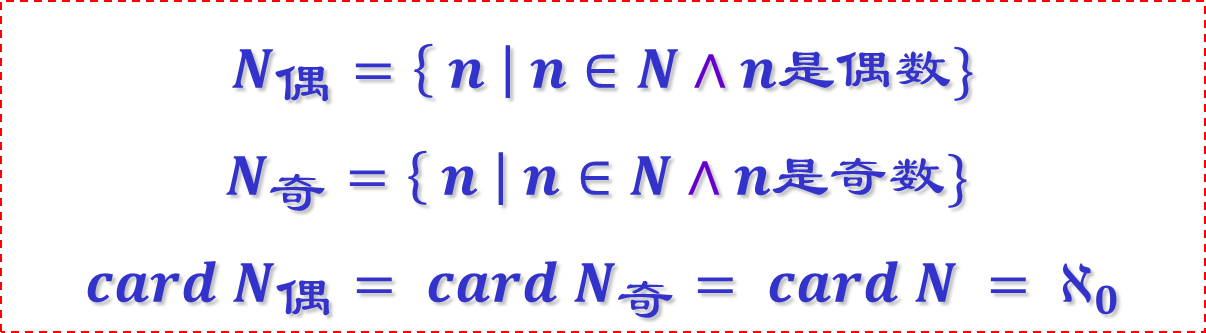 N偶 = { n | n ∈ N ∧ n是偶数}
N奇 = { n | n ∈ N ∧ n是奇数}
card N偶 = card N奇 = card N = ℵ0